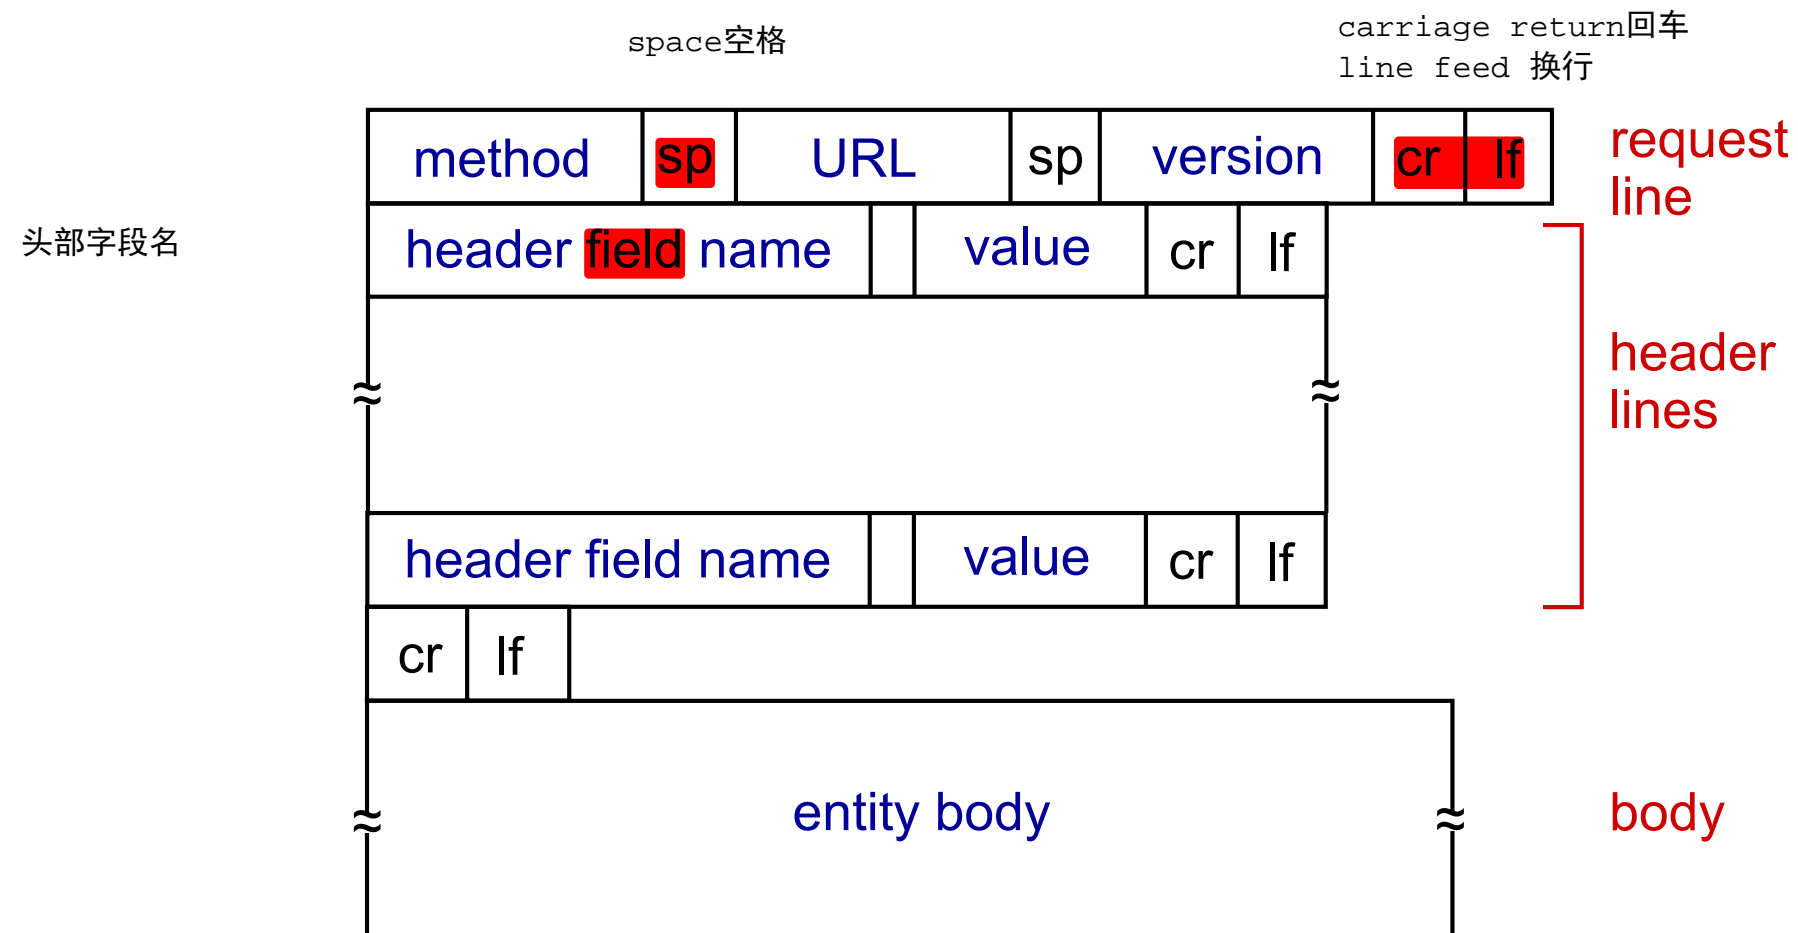 space空格
carriage return回车
line feed 换行
method sp URL sp version cr lf
request
line
头部字段名
header field name value cr lf
header
lines
header field name value cr lf
cr lf
entity body
body